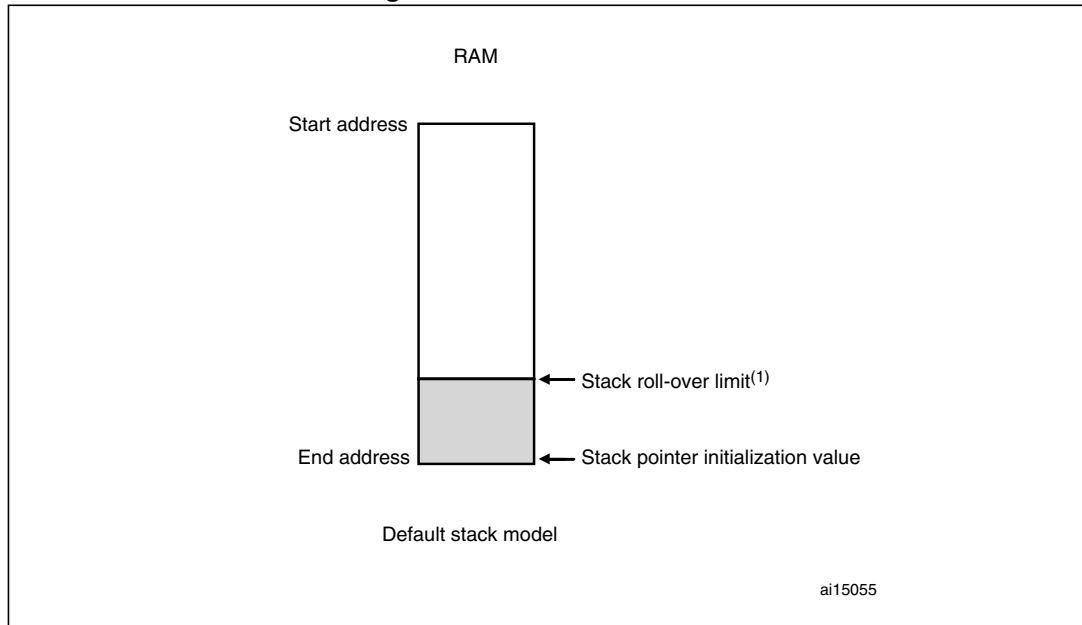 RAM
Start address
Stack roll-over limit(1)
End address
Stack pointer initialization value
Default stack model
ai15055